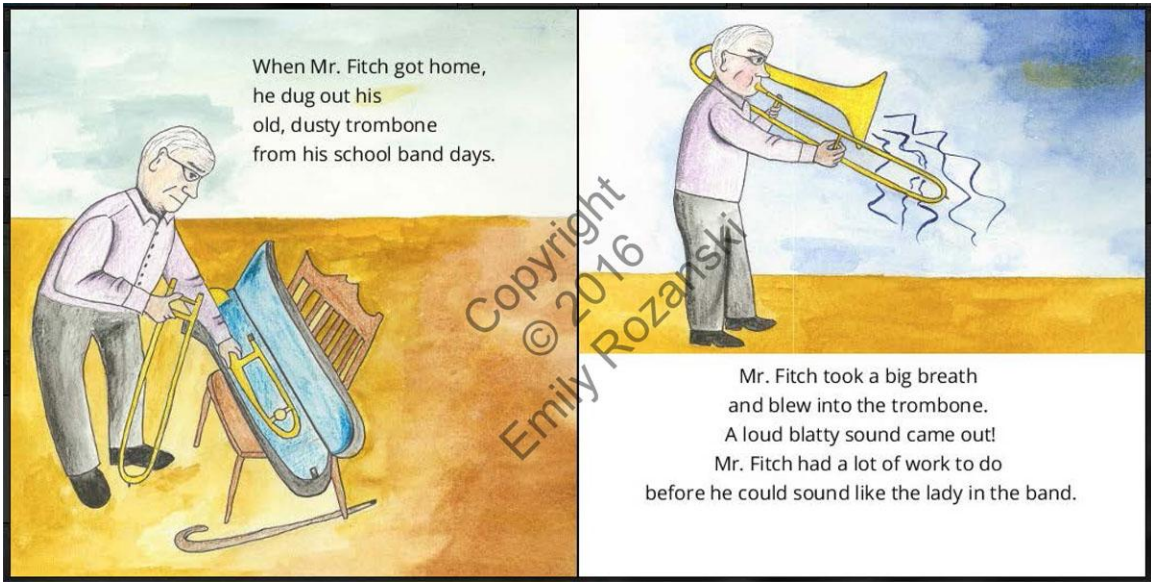 When Mr. Fitch got home,
he dug out his
old, dusty trombone
from his school band days.
Copyright
© 2016
Emily Rozanski
Mr. Fitch took a big breath
and blew into the trombone.
A loud blatty sound came out!
Mr. Fitch had a lot of work to do
before he could sound like the lady in the band.